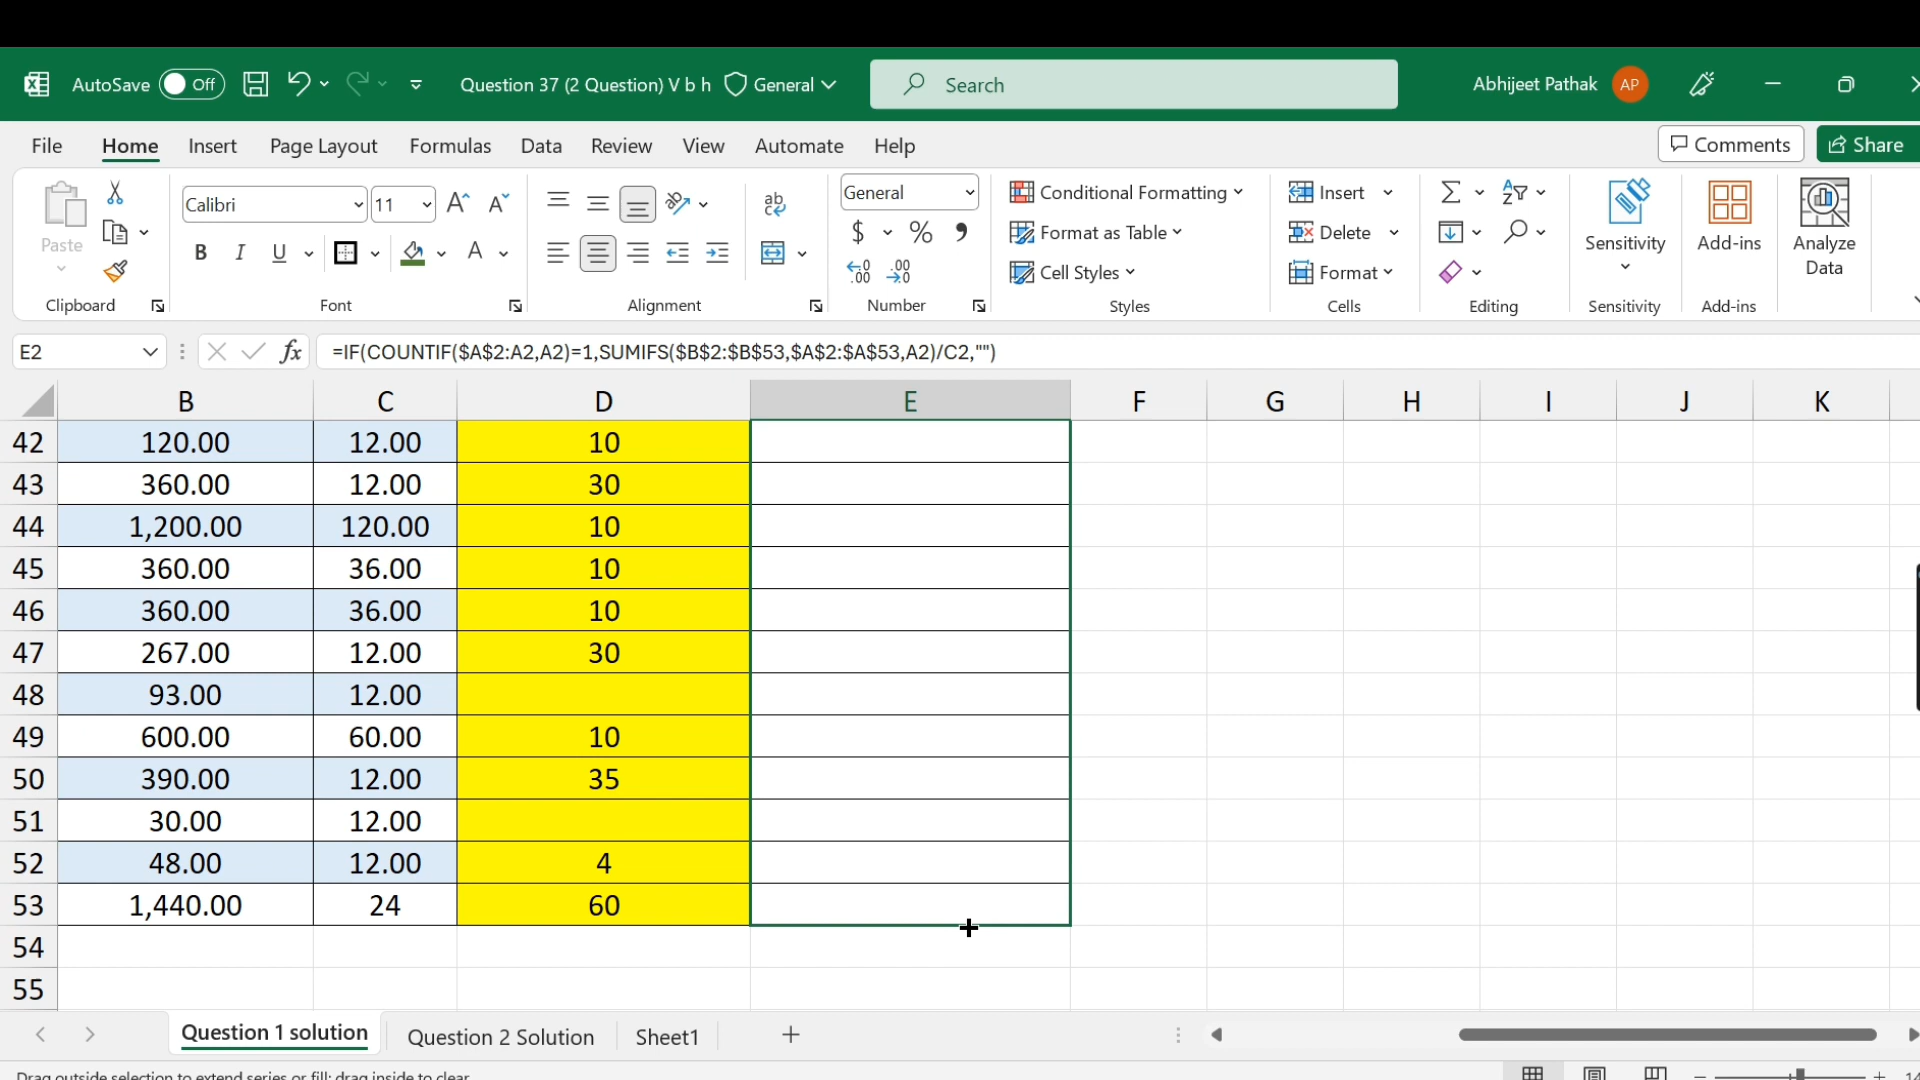 AutoSave Off Question 37 (2 Question) V b h General Search Abhijeet Pathak AP
File Home Insert Page Layout Formulas Data Review View Automate Help Comments Share
Paste Calibri 11 General Conditional Formatting Insert Sensitivity Add-ins Analyze Data
B I U A $ % Format as Table Delete
Cell Styles Format
Clipboard Font Alignment Number Styles Cells Editing Sensitivity Add-ins
E2 fx =IF(COUNTIF($A$2:A2,A2)=1,SUMIFS($B$2:$B$53,$A$2:$A$53,A2)/C2,"")
B C D E F G H I J K
42 120.00 12.00 10
43 360.00 12.00 30
44 1,200.00 120.00 10
45 360.00 36.00 10
46 360.00 36.00 10
47 267.00 12.00 30
48 93.00 12.00
49 600.00 60.00 10
50 390.00 12.00 35
51 30.00 12.00
52 48.00 12.00 4
53 1,440.00 24 60
54
55
Question 1 solution Question 2 Solution Sheet1
Drag outside selection to extend series or fill; drag inside to clear